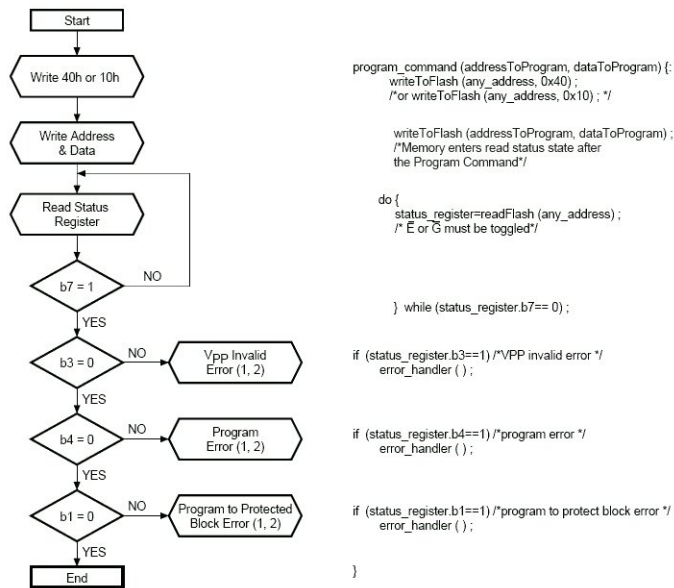 Start
Write 40h or 10h
Write Address
& Data
Read Status
Register
b7 = 1
NO
YES
b3 = 0
NO
VPP Invalid
Error (1, 2)
YES
b4 = 0
NO
Program
Error (1, 2)
YES
b1 = 0
NO
Program to Protected
Block Error (1, 2)
YES
End
program_command (addressToProgram, dataToProgram) {:
writeToFlash (any_address, 0x40) ;
/*or writeToFlash (any_address, 0x10) ; */
writeToFlash (addressToProgram, dataToProgram) ;
/*Memory enters read status state after
the Program Command*/
do {
status_register=readFlash (any_address) ;
/* E̅ or G̅ must be toggled*/
} while (status_register.b7== 0) ;
if (status_register.b3==1) /*VPP invalid error */
error_handler ( ) ;
if (status_register.b4==1) /*program error */
error_handler ( ) ;
if (status_register.b1==1) /*program to protect block error */
error_handler ( ) ;
}